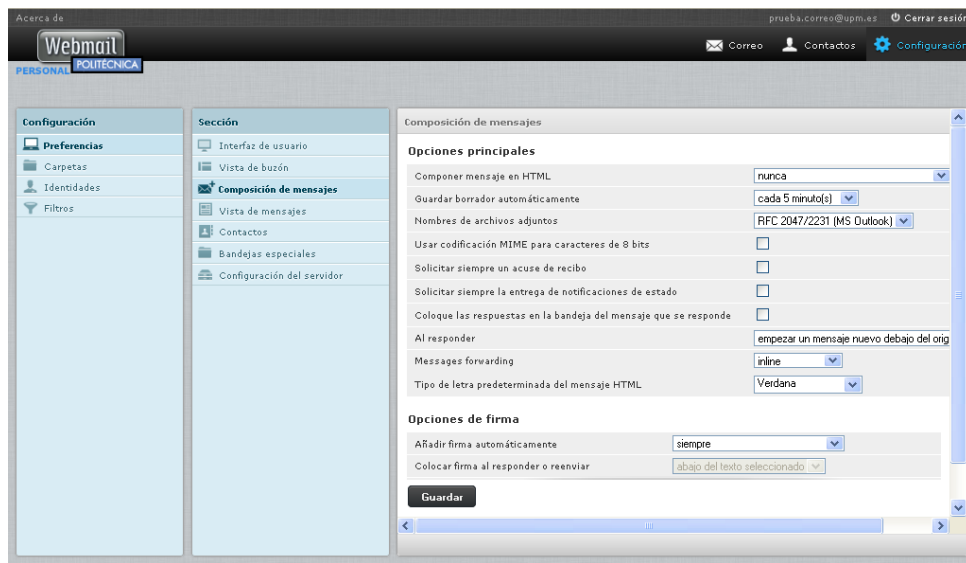 Acerca de
prueba.correo@upm.es Cerrar sesión
Webmail
POLITÉCNICA
PERSONAL
Correo Contactos Configuración
Configuración
Preferencias
Carpetas
Identidades
Filtros
Sección
Interfaz de usuario
Vista de buzón
Composición de mensajes
Vista de mensajes
Contactos
Bandejas especiales
Configuración del servidor
Composición de mensajes
Opciones principales
Componer mensaje en HTML nunca
Guardar borrador automáticamente cada 5 minuto(s)
Nombres de archivos adjuntos RFC 2047/2231 (MS Outlook)
Usar codificación MIME para caracteres de 8 bits
Solicitar siempre un acuse de recibo
Solicitar siempre la entrega de notificaciones de estado
Coloque las respuestas en la bandeja del mensaje que se responde
Al responder empezar un mensaje nuevo debajo del orig
Messages forwarding inline
Tipo de letra predeterminada del mensaje HTML Verdana
Opciones de firma
Añadir firma automáticamente siempre
Colocar firma al responder o reenviar abajo del texto seleccionado
Guardar